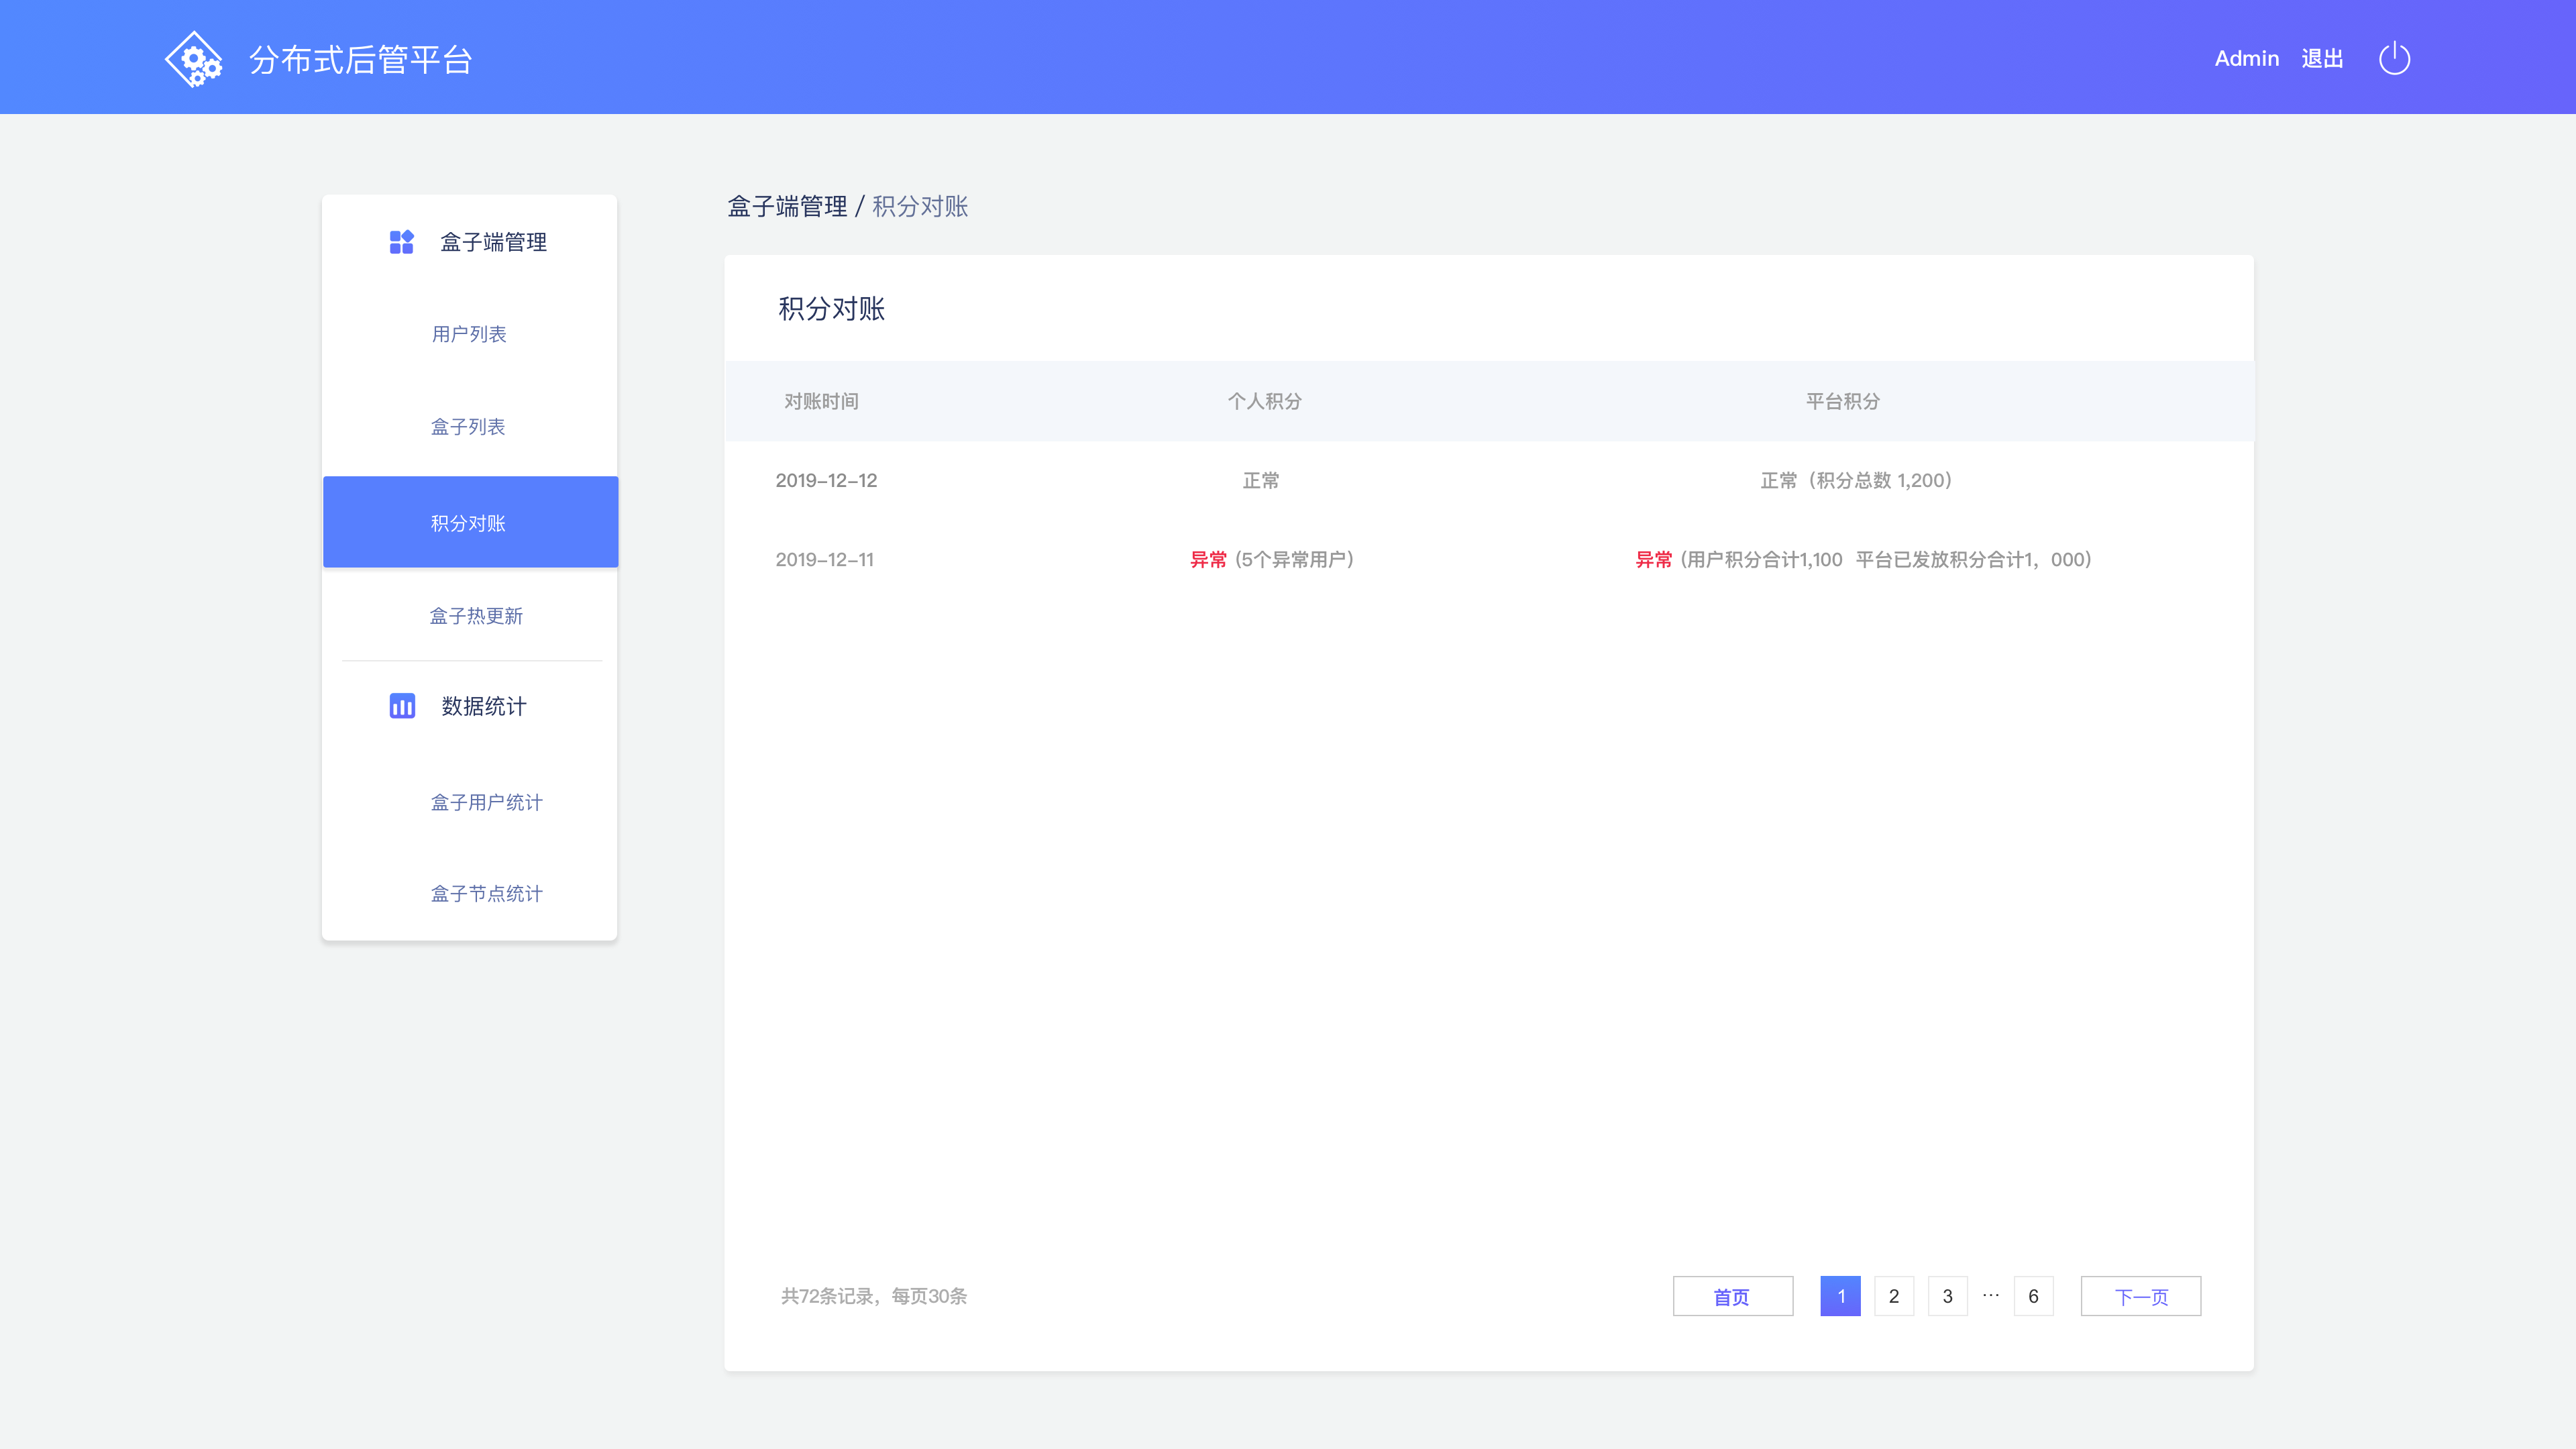 分布式后管平台
Admin 退出
盒子端管理
用户列表
盒子列表
积分对账
盒子热更新
数据统计
盒子用户统计
盒子节点统计
盒子端管理 / 积分对账
积分对账
对账时间 个人积分 平台积分
2019-12-12 正常 正常（积分总数 1,200）
2019-12-11 异常 (5个异常用户) 异常 (用户积分合计1,100 平台已发放积分合计1，000)
共72条记录，每页30条
首页 1 2 3 ... 6 下一页